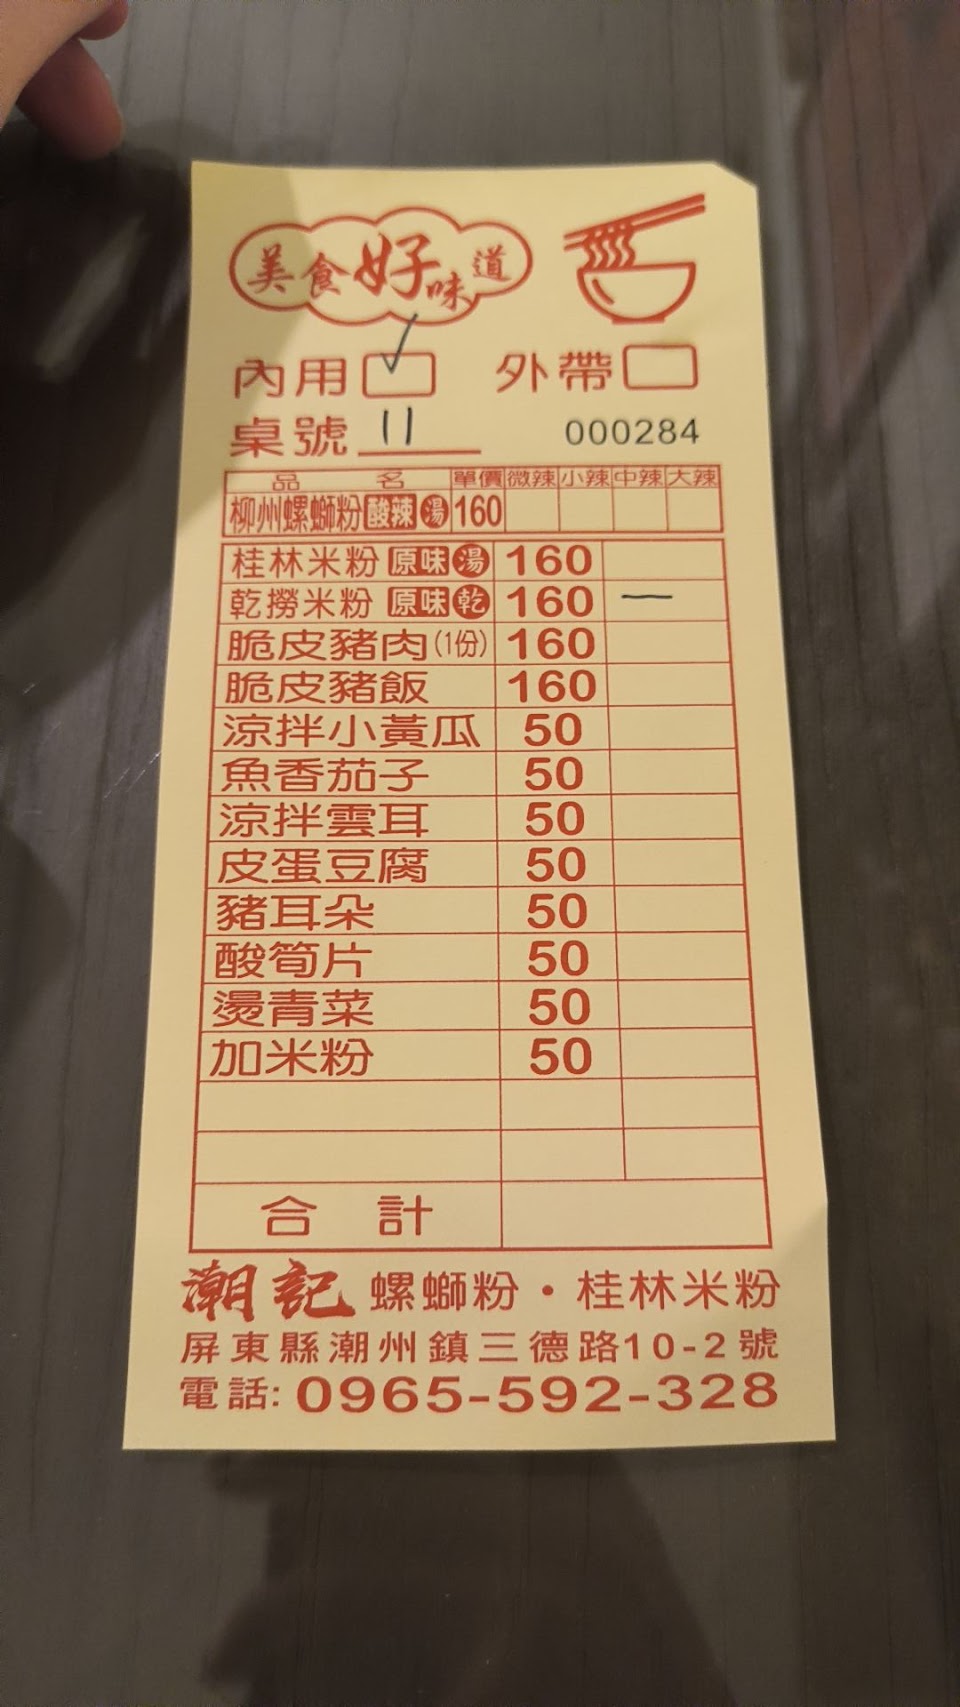 美食好味道
內用 ✓ 外帶
桌號 11 000284
品名 單價 微辣 小辣 中辣 大辣
柳州螺螄粉 酸辣 湯 160
桂林米粉 原味 湯 160
乾撈米粉 原味 乾 160 一
脆皮豬肉(1份) 160
脆皮豬飯 160
涼拌小黃瓜 50
魚香茄子 50
涼拌雲耳 50
皮蛋豆腐 50
豬耳朵 50
酸筍片 50
燙青菜 50
加米粉 50
合計
潮記 螺螄粉・桂林米粉
屏東縣潮州鎮三德路10-2號
電話: 0965-592-328